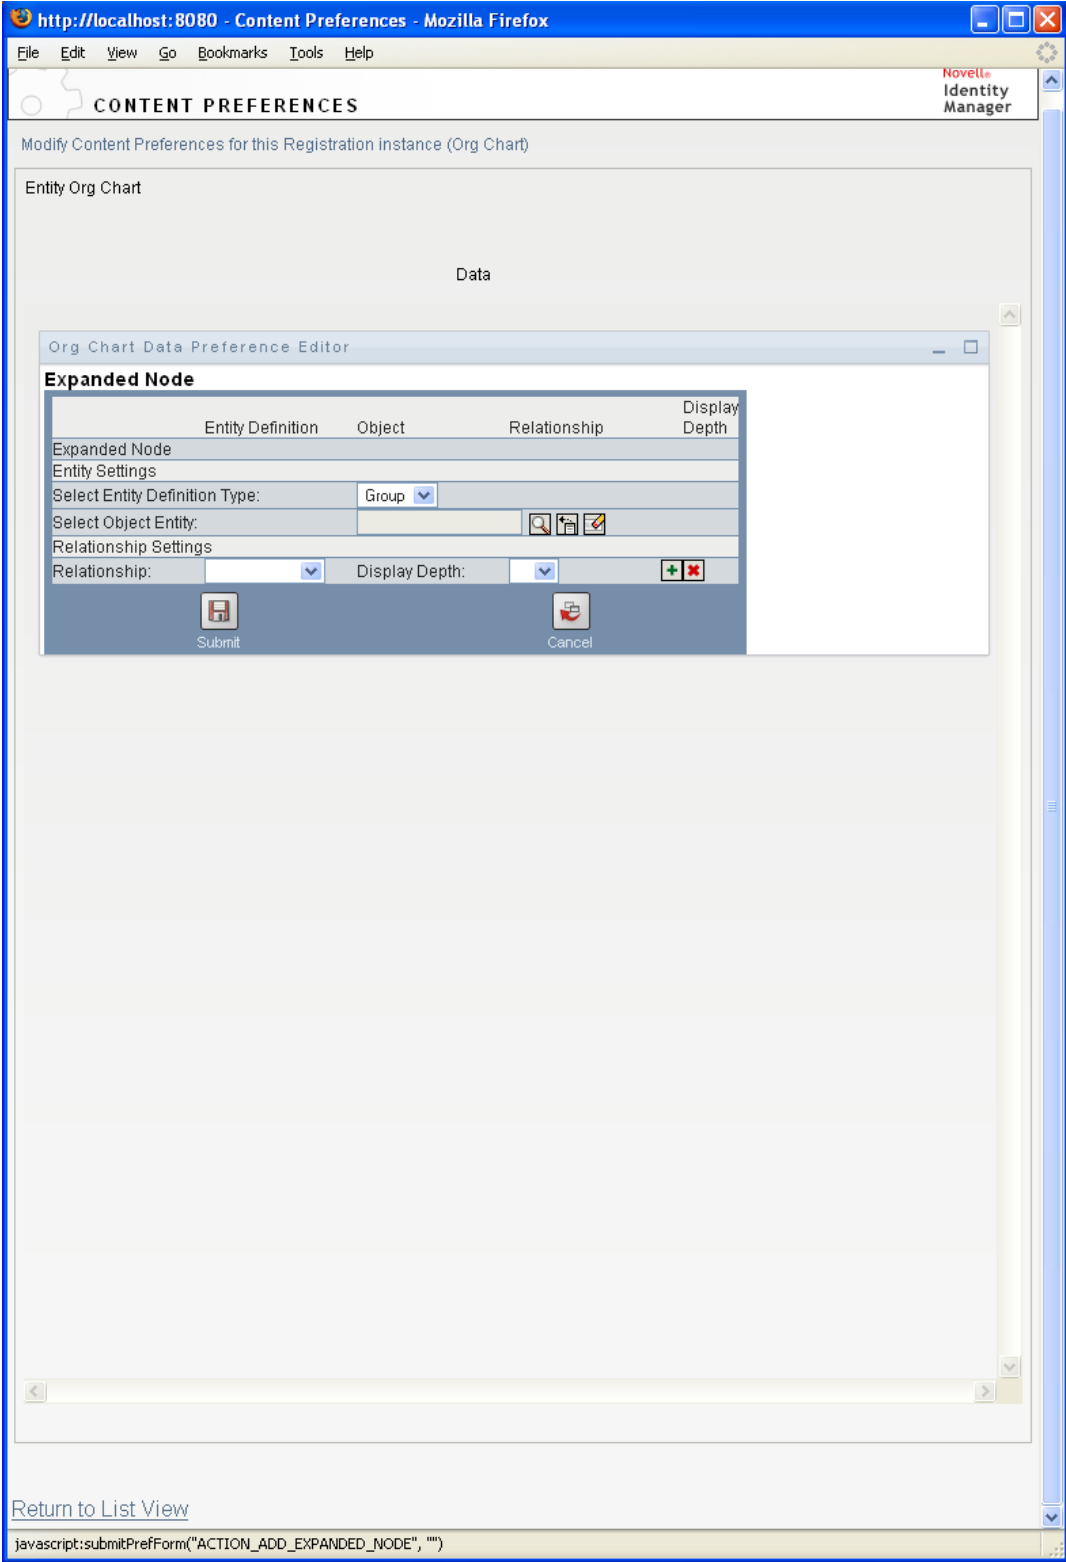 http://localhost:8080 - Content Preferences - Mozilla Firefox
File Edit View Go Bookmarks Tools Help
Novell®
Identity
Manager
CONTENT PREFERENCES
Modify Content Preferences for this Registration instance (Org Chart)
Entity Org Chart
Data
Org Chart Data Preference Editor
Expanded Node
Entity Definition Object Relationship Display Depth
Expanded Node
Entity Settings
Select Entity Definition Type: Group
Select Object Entity:
Relationship Settings
Relationship: Display Depth:
Submit Cancel
Return to List View
javascript:submitPrefForm("ACTION_ADD_EXPANDED_NODE", "")